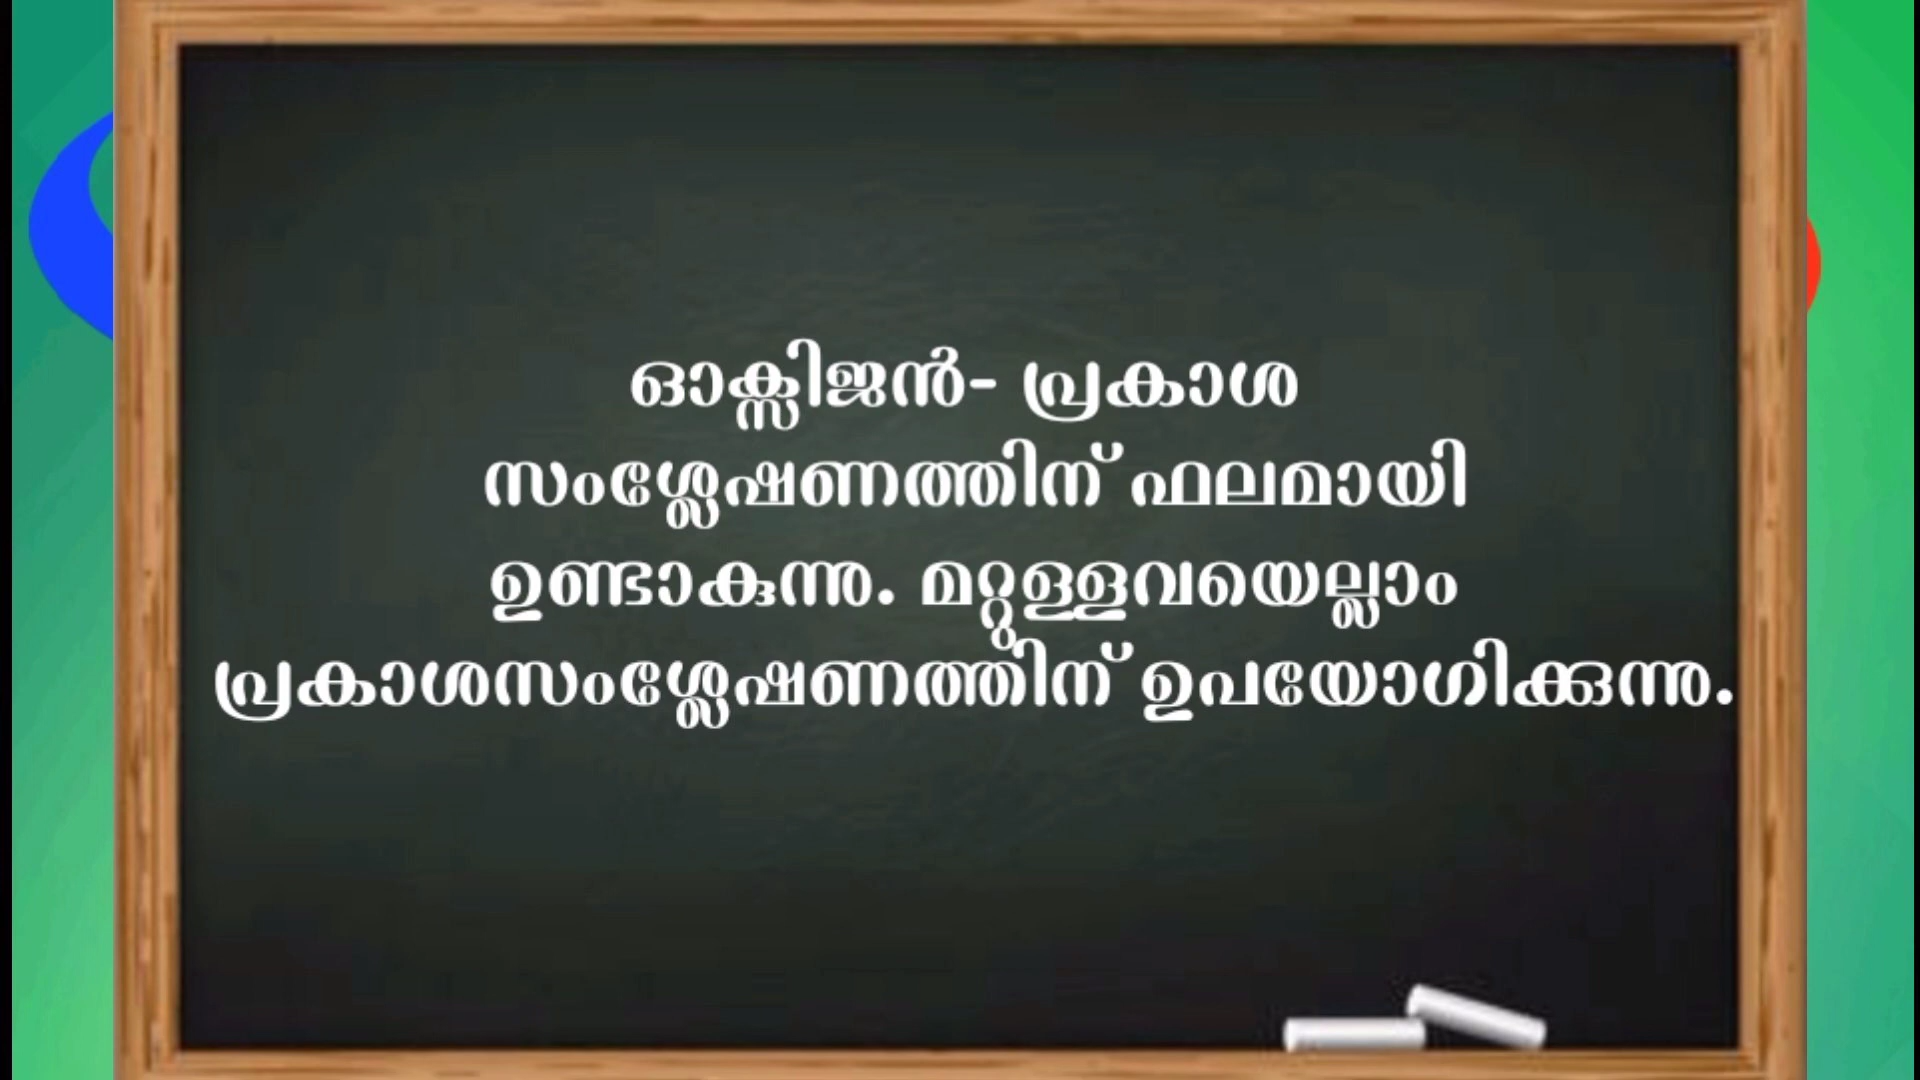 ഓക്സിജൻ- പ്രകാശ
സംശ്ലേഷണത്തിന് ഫലമായി
ഉണ്ടാകുന്നു. മറ്റുള്ളവയെല്ലാം
പ്രകാശസംശ്ലേഷണത്തിന് ഉപയോഗിക്കുന്നു.